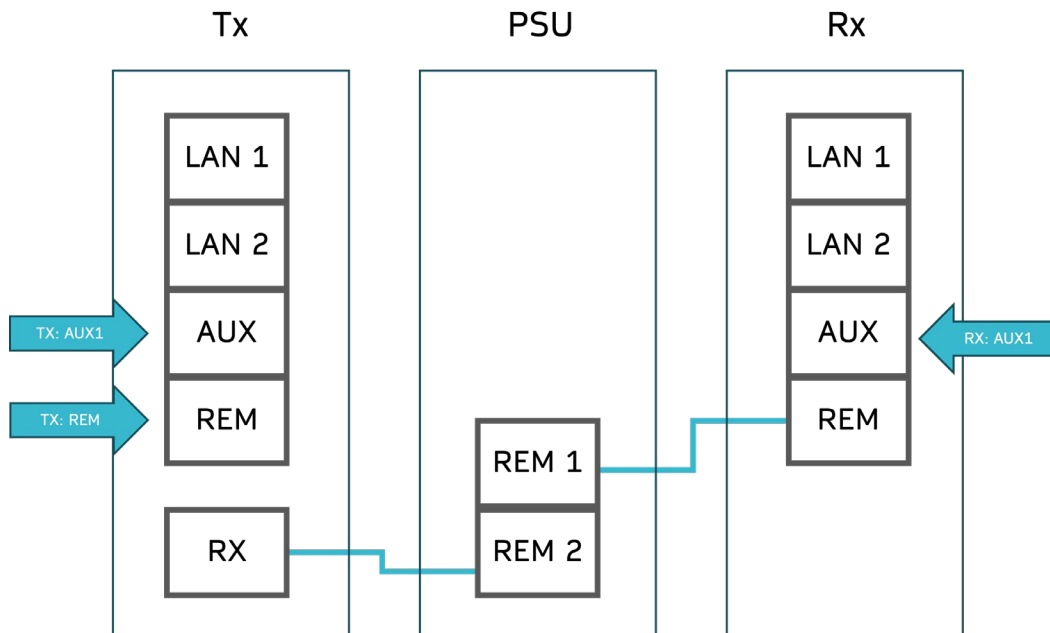 Tx
PSU
Rx
LAN 1
LAN 2
AUX
REM
RX
TX: AUX1
TX: REM
REM 1
REM 2
LAN 1
LAN 2
AUX
REM
RX: AUX1